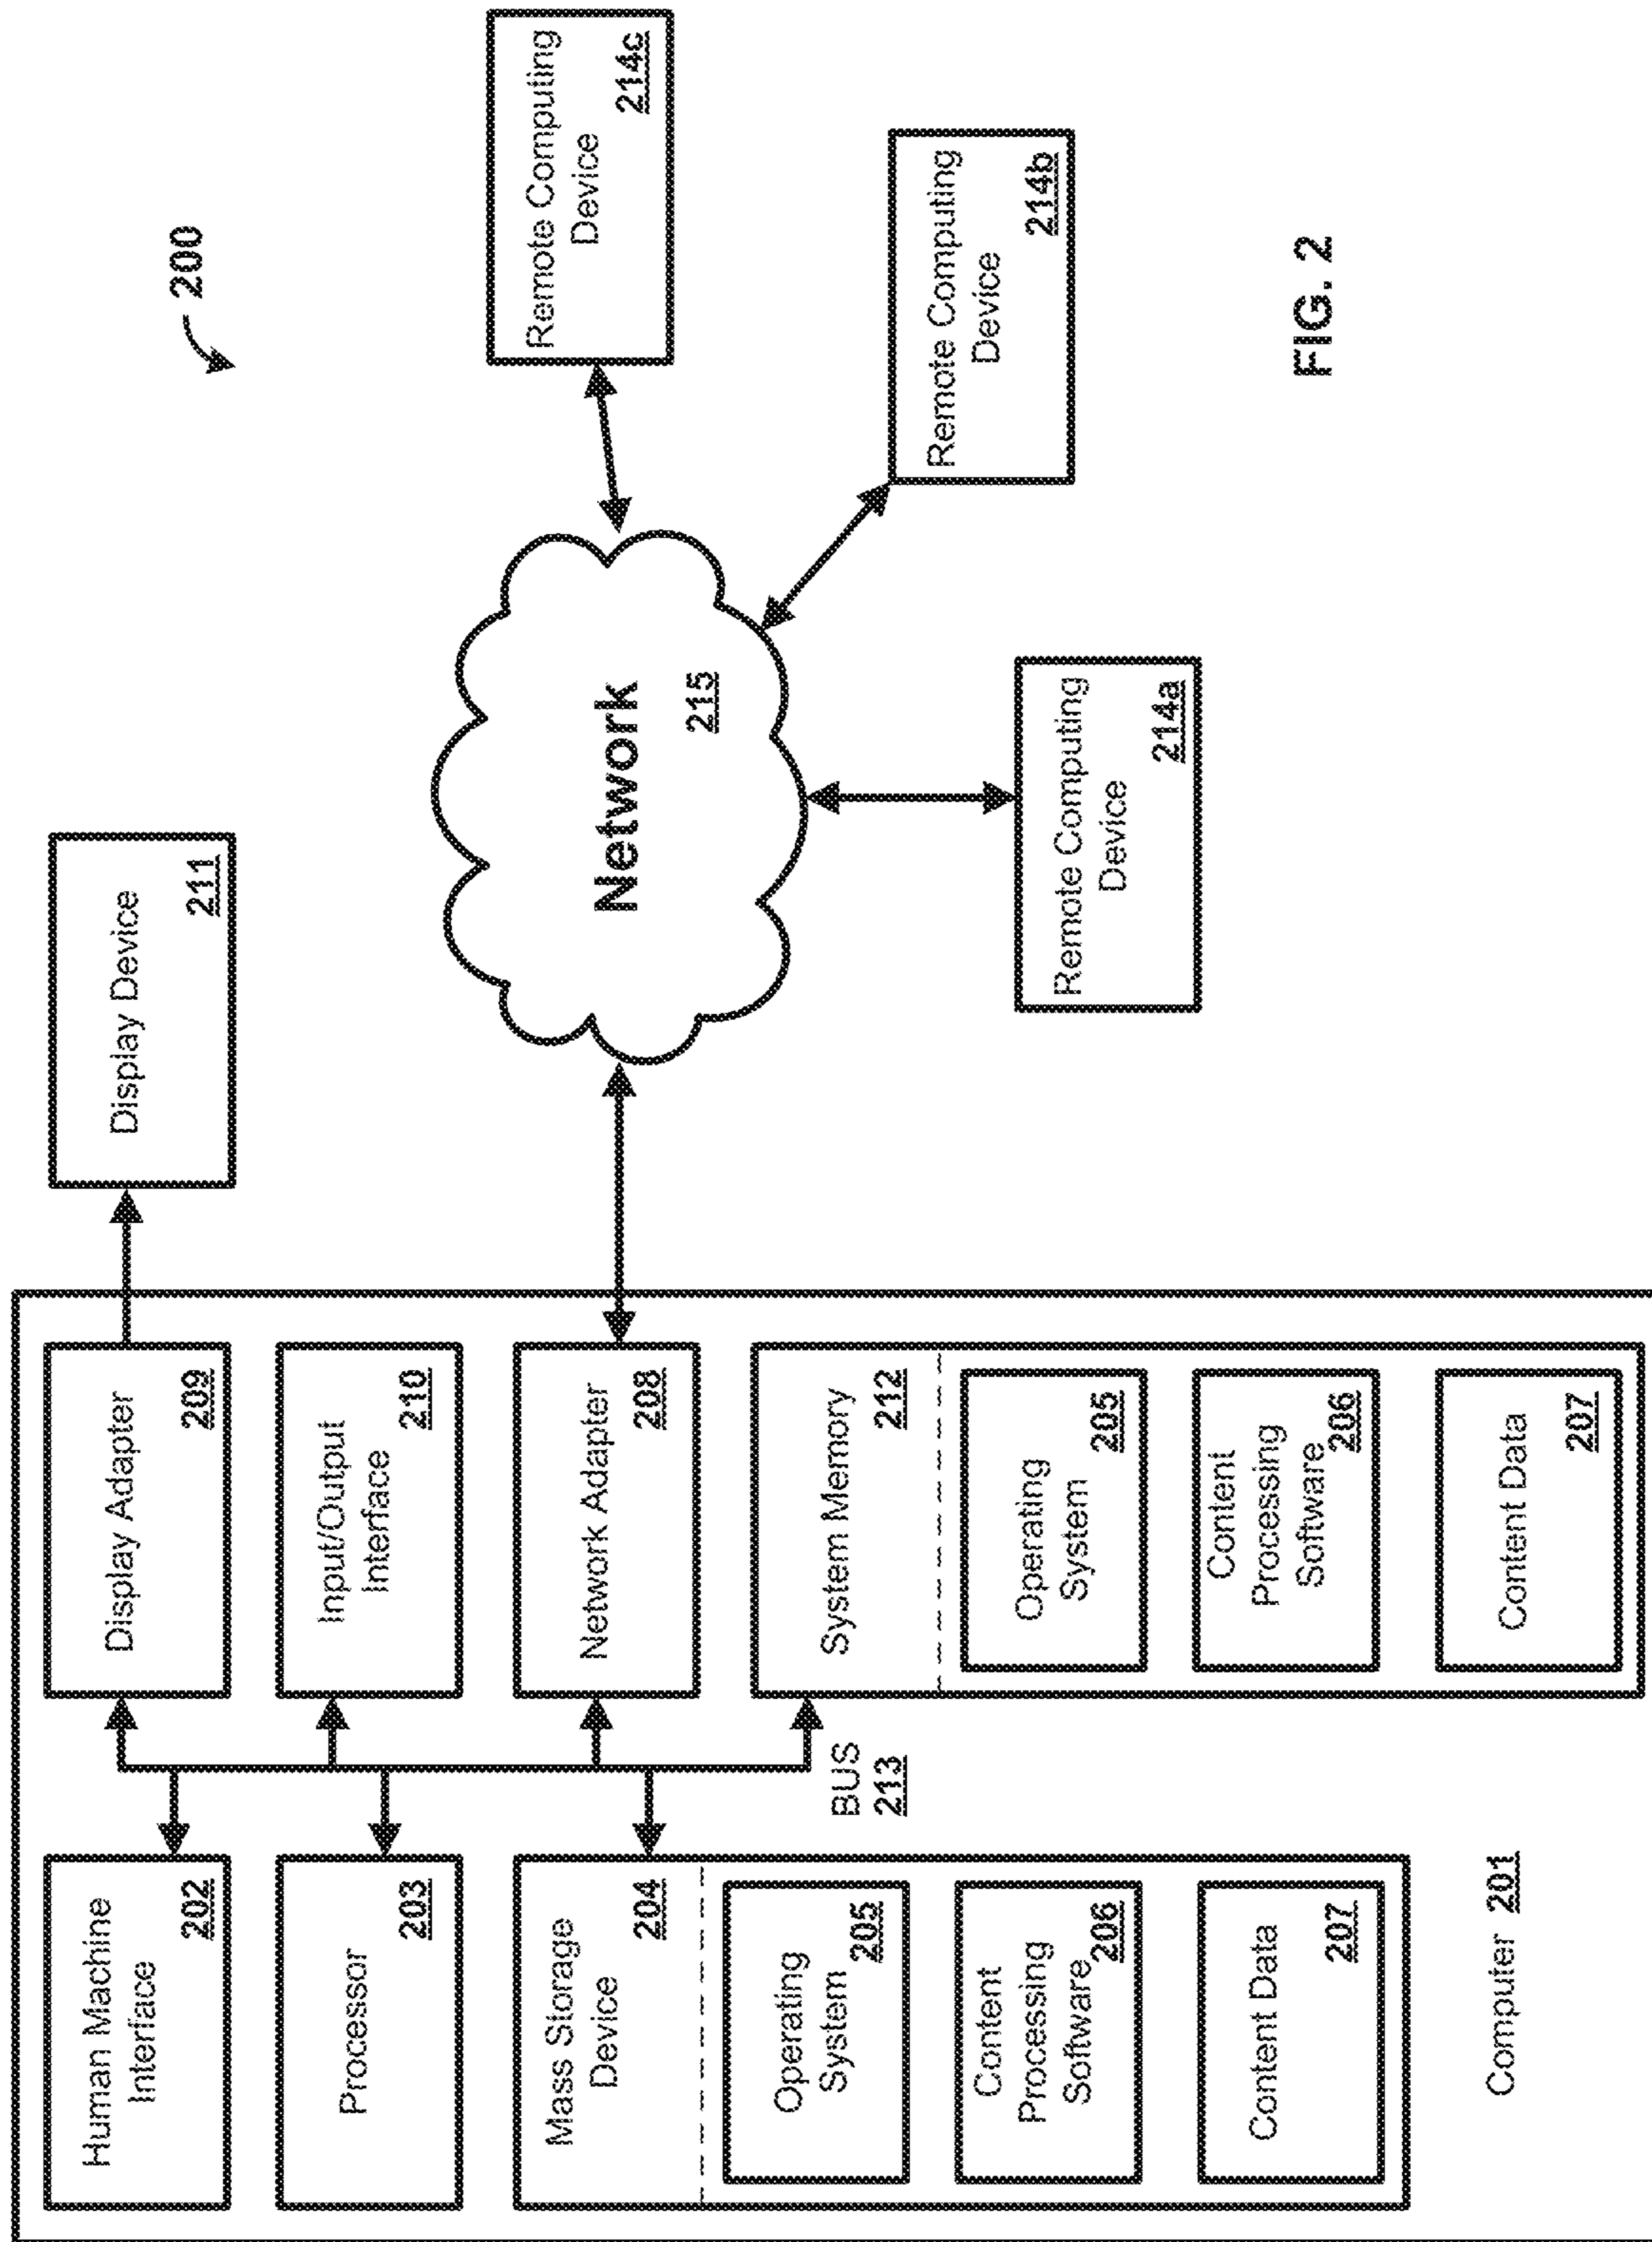 200
Human Machine
Interface
202
Processor
203
Mass Storage
Device
204
Operating
System
205
Content
Processing
Software
206
Content Data
207
Computer 201
BUS
213
Display Adapter
209
Input/Output
Interface
210
Network Adapter
208
System Memory
212
Operating
System
205
Content
Processing
Software
206
Content Data
207
Display Device
211
Network
215
Remote Computing
Device
214a
Remote Computing
Device
214b
Remote Computing
Device
214c
FIG. 2